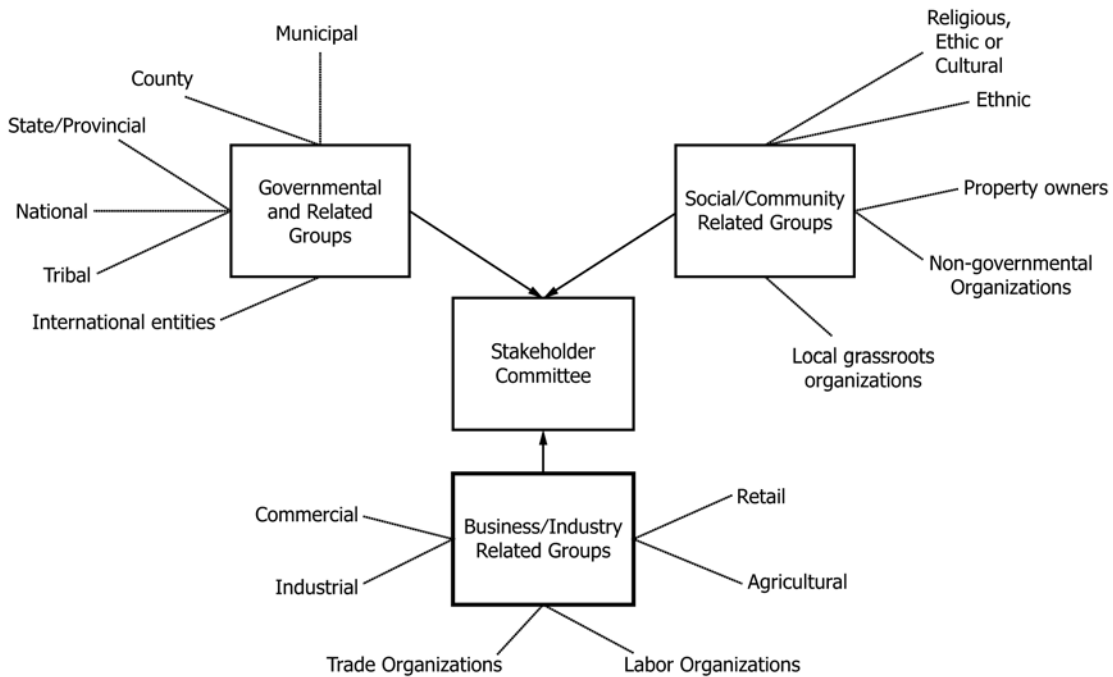 Municipal
County
State/Provincial
National
Tribal
International entities
Governmental
and Related
Groups
Religious,
Ethic or
Cultural
Ethnic
Property owners
Non-governmental
Organizations
Local grassroots
organizations
Social/Community
Related Groups
Stakeholder
Committee
Business/Industry
Related Groups
Commercial
Industrial
Trade Organizations
Labor Organizations
Retail
Agricultural